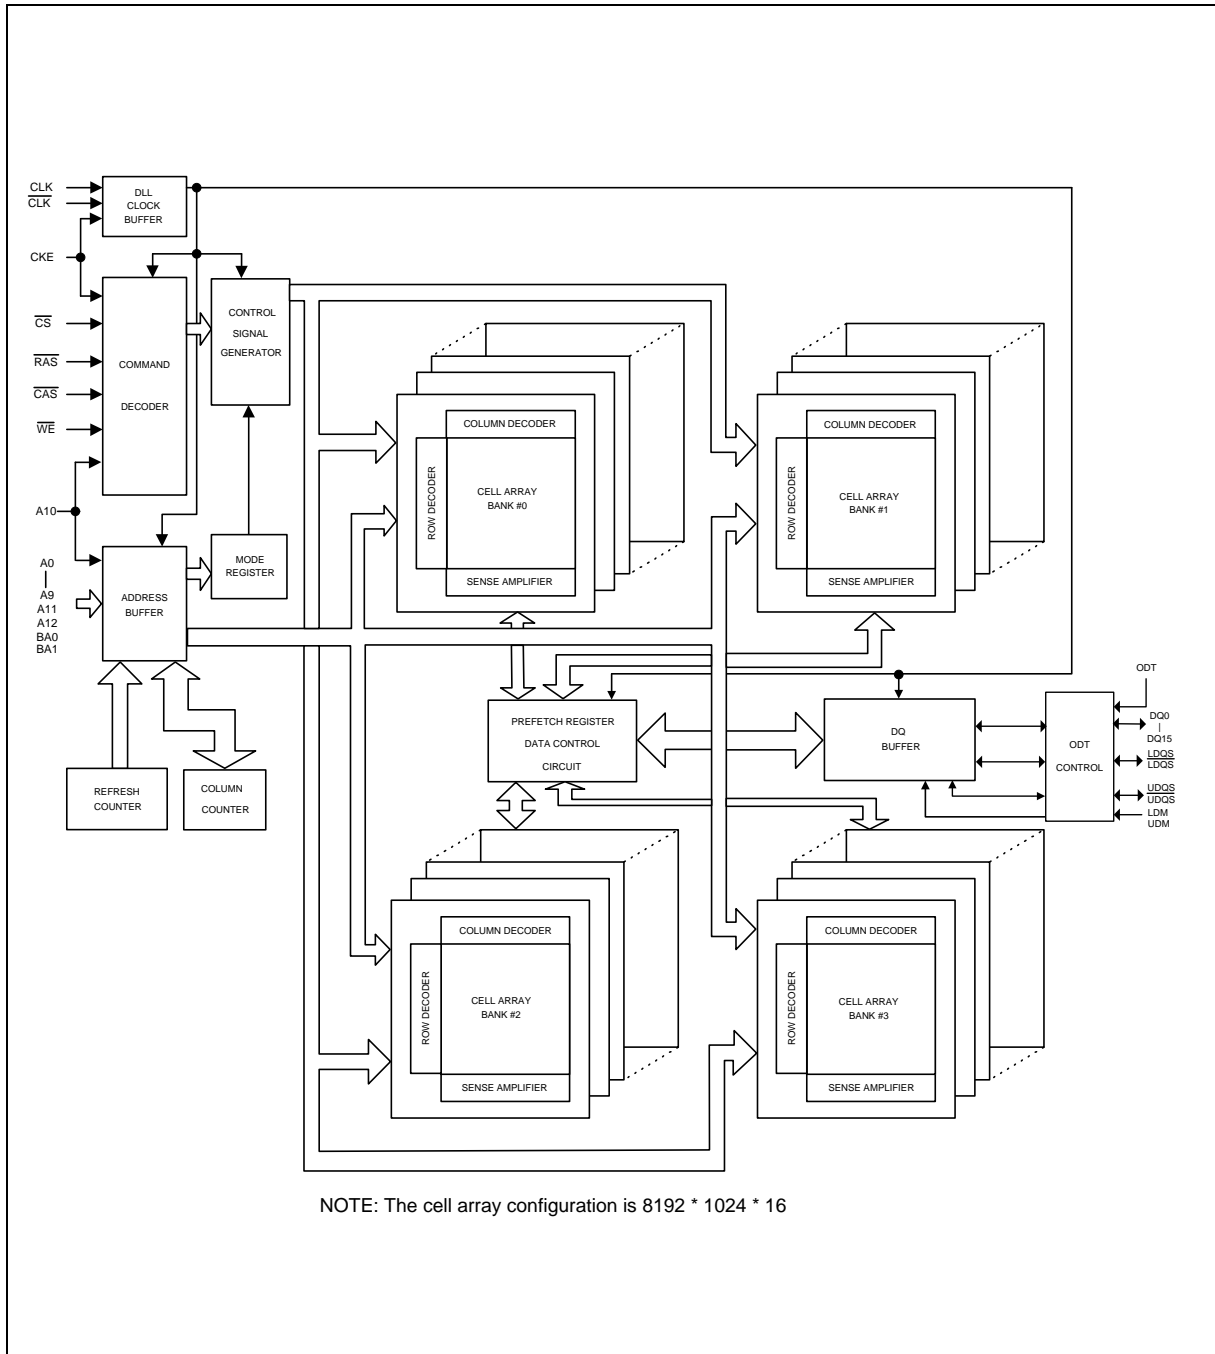 CLK
CLK
CKE
CS
RAS
CAS
WE
A10
A0
A9
A11
A12
BA0
BA1
DLL
CLOCK
BUFFER
COMMAND
DECODER
CONTROL
SIGNAL
GENERATOR
ADDRESS
BUFFER
MODE
REGISTER
REFRESH
COUNTER
COLUMN
COUNTER
COLUMN DECODER
ROW DECODER
CELL ARRAY
BANK #0
SENSE AMPLIFIER
COLUMN DECODER
ROW DECODER
CELL ARRAY
BANK #1
SENSE AMPLIFIER
PREFETCH REGISTER
DATA CONTROL
CIRCUIT
DQ
BUFFER
ODT
CONTROL
ODT
DQ0
DQ15
LDQS
LDQS
UDQS
UDQS
LDM
UDM
COLUMN DECODER
ROW DECODER
CELL ARRAY
BANK #2
SENSE AMPLIFIER
COLUMN DECODER
ROW DECODER
CELL ARRAY
BANK #3
SENSE AMPLIFIER
NOTE: The cell array configuration is 8192 * 1024 * 16